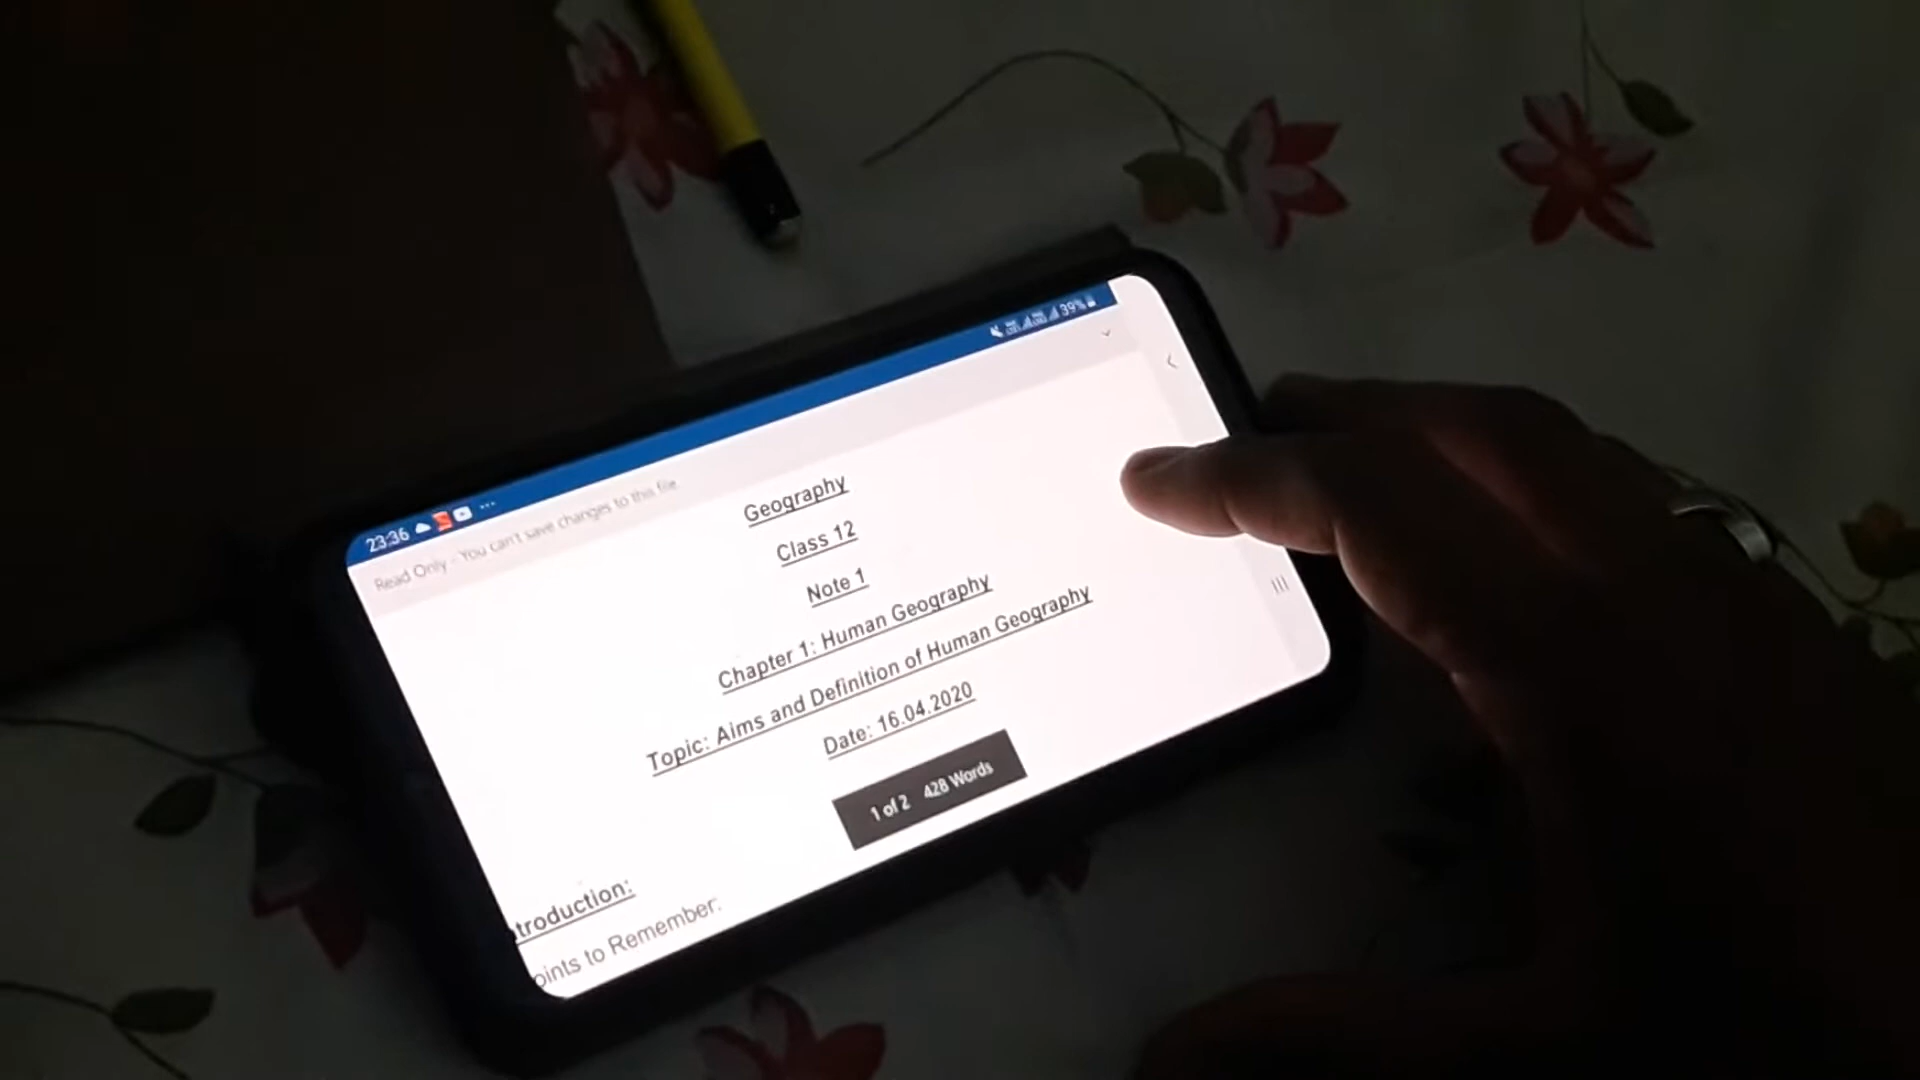 23:36 39%
Read Only - You can't save changes to this file
Geography
Class 12
Note 1
Chapter 1: Human Geography
Topic: Aims and Definition of Human Geography
Date: 16.04.2020
1 of 2 428 Words
troduction:
oints to Remember: